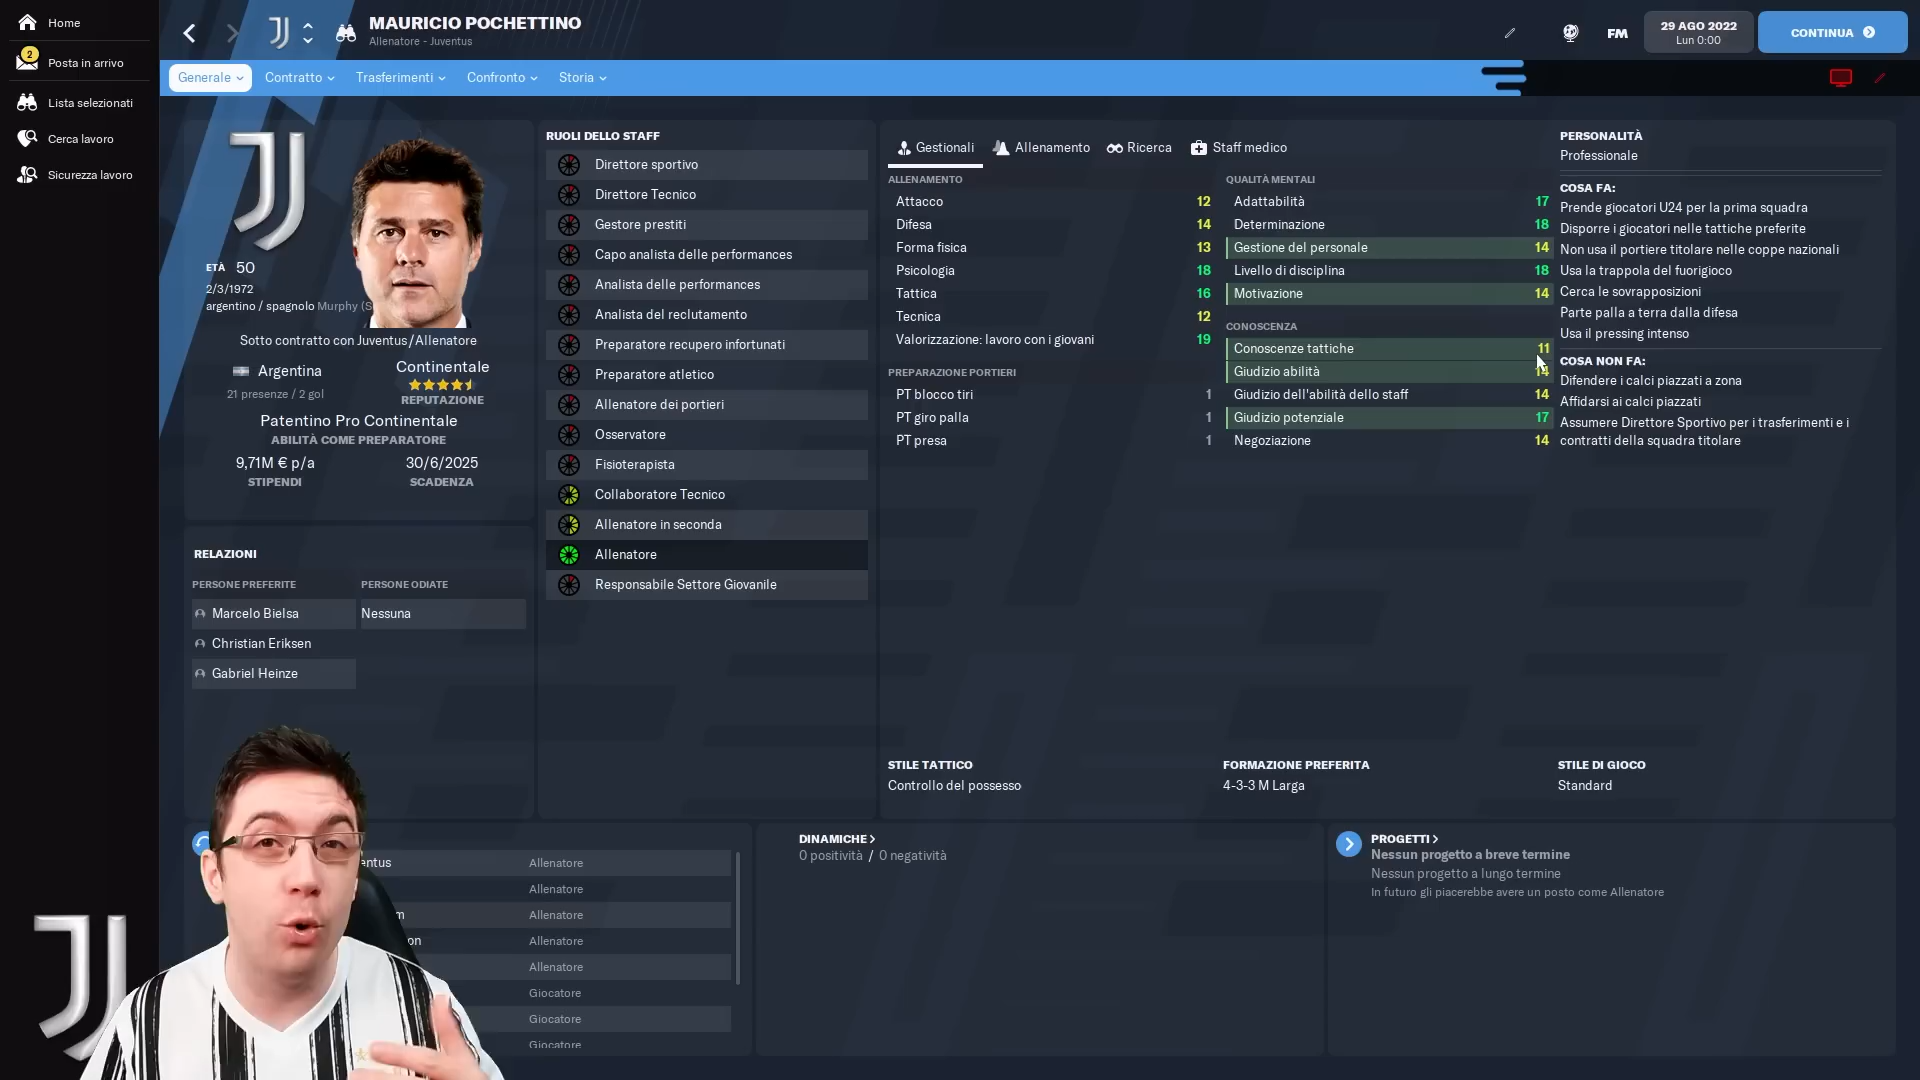 Home
2
Posta in arrivo
Lista selezionati
Cerca lavoro
Sicurezza lavoro
MAURICIO POCHETTINO
Allenatore - Juventus
FM
29 AGO 2022
Lun 0:00
CONTINUA
Generale
Contratto
Trasferimenti
Confronto
Storia
ETÀ 50
2/3/1972
argentino / spagnolo Murphy (S
Sotto contratto con Juventus/Allenatore
Argentina
21 presenze / 2 gol
Continentale
REPUTAZIONE
Patentino Pro Continentale
ABILITÀ COME PREPARATORE
9,71M € p/a
STIPENDI
30/6/2025
SCADENZA
RELAZIONI
PERSONE PREFERITE
Marcelo Bielsa
Christian Eriksen
Gabriel Heinze
PERSONE ODIATE
Nessuna
RUOLI DELLO STAFF
Direttore sportivo
Direttore Tecnico
Gestore prestiti
Capo analista delle performances
Analista delle performances
Analista del reclutamento
Preparatore recupero infortunati
Preparatore atletico
Allenatore dei portieri
Osservatore
Fisioterapista
Collaboratore Tecnico
Allenatore in seconda
Allenatore
Responsabile Settore Giovanile
Gestionali
Allenamento
Ricerca
Staff medico
ALLENAMENTO
Attacco 12
Difesa 14
Forma fisica 13
Psicologia 18
Tattica 16
Tecnica 12
Valorizzazione: lavoro con i giovani 19
PREPARAZIONE PORTIERI
PT blocco tiri 1
PT giro palla 1
PT presa 1
QUALITÀ MENTALI
Adattabilità 17
Determinazione 18
Gestione del personale 14
Livello di disciplina 18
Motivazione 14
CONOSCENZA
Conoscenze tattiche 11
Giudizio abilità 14
Giudizio dell'abilità dello staff 14
Giudizio potenziale 17
Negoziazione 14
PERSONALITÀ
Professionale
COSA FA:
Prende giocatori U24 per la prima squadra
Disporre i giocatori nelle tattiche preferite
Non usa il portiere titolare nelle coppe nazionali
Usa la trappola del fuorigioco
Cerca le sovrapposizioni
Parte palla a terra dalla difesa
Usa il pressing intenso
COSA NON FA:
Difendere i calci piazzati a zona
Affidarsi ai calci piazzati
Assumere Direttore Sportivo per i trasferimenti e i
contratti della squadra titolare
STILE TATTICO
Controllo del possesso
FORMAZIONE PREFERITA
4-3-3 M Larga
STILE DI GIOCO
Standard
entus Allenatore
Allenatore
m Allenatore
on Allenatore
Allenatore
Giocatore
Giocatore
Giocatore
DINAMICHE >
0 positività / 0 negatività
PROGETTI >
Nessun progetto a breve termine
Nessun progetto a lungo termine
In futuro gli piacerebbe avere un posto come Allenatore